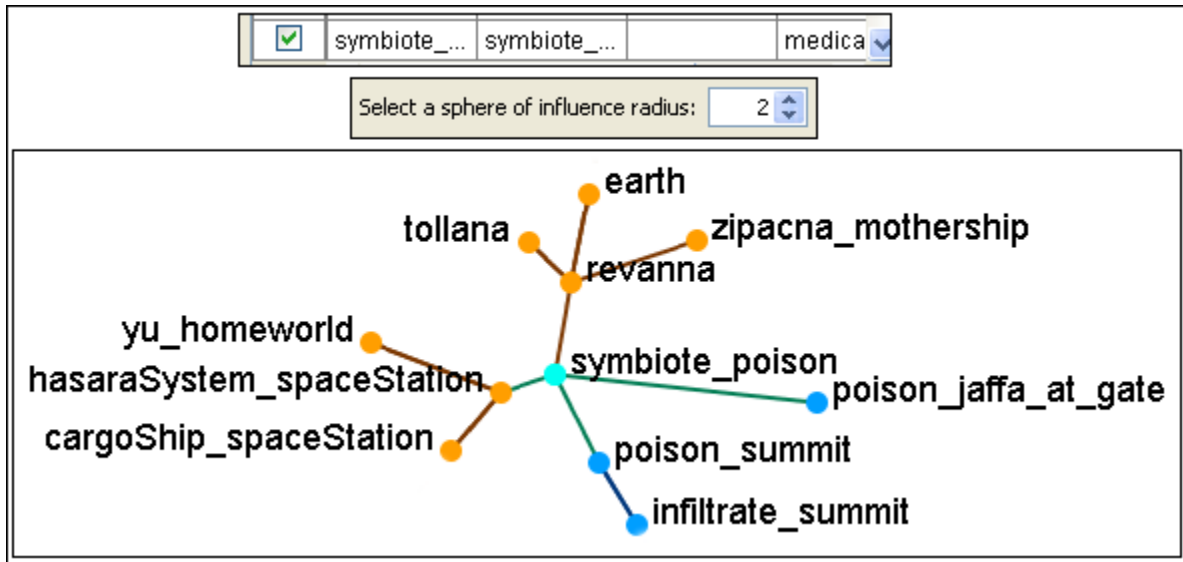 symbiote_... symbiote_... medica
Select a sphere of influence radius: 2
earth
tollana
zipacna_mothership
revanna
yu_homeworld
symbiote_poison
hasaraSystem_spaceStation
poison_jaffa_at_gate
cargoShip_spaceStation
poison_summit
infiltrate_summit